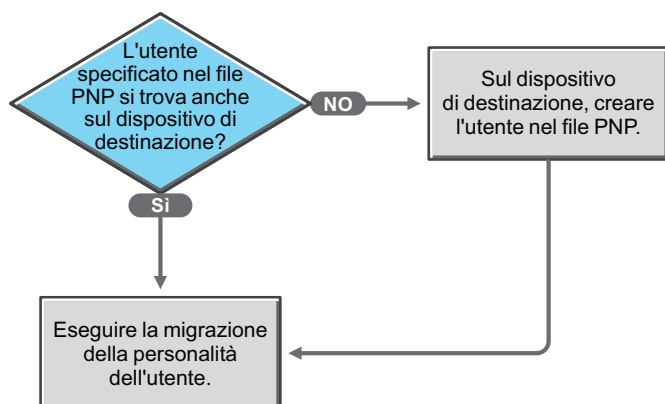 L'utente
specificato nel file
PNP si trova anche
sul dispositivo di
destinazione?
NO
Sul dispositivo
di destinazione, creare
l'utente nel file PNP.
Sì
Eseguire la migrazione
della personalità
dell'utente.